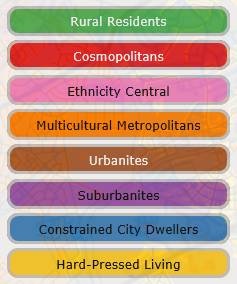 Rural Residents
Cosmopolitans
Ethnicity Central
Multicultural Metropolitans
Urbanites
Suburbanites
Constrained City Dwellers
Hard-Pressed Living